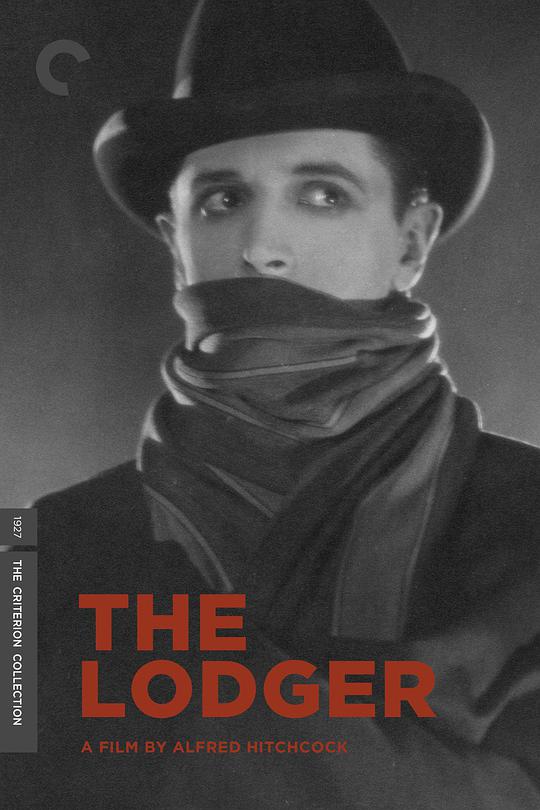 1927
THE CRITERION COLLECTION
THE
LODGER
A FILM BY ALFRED HITCHCOCK